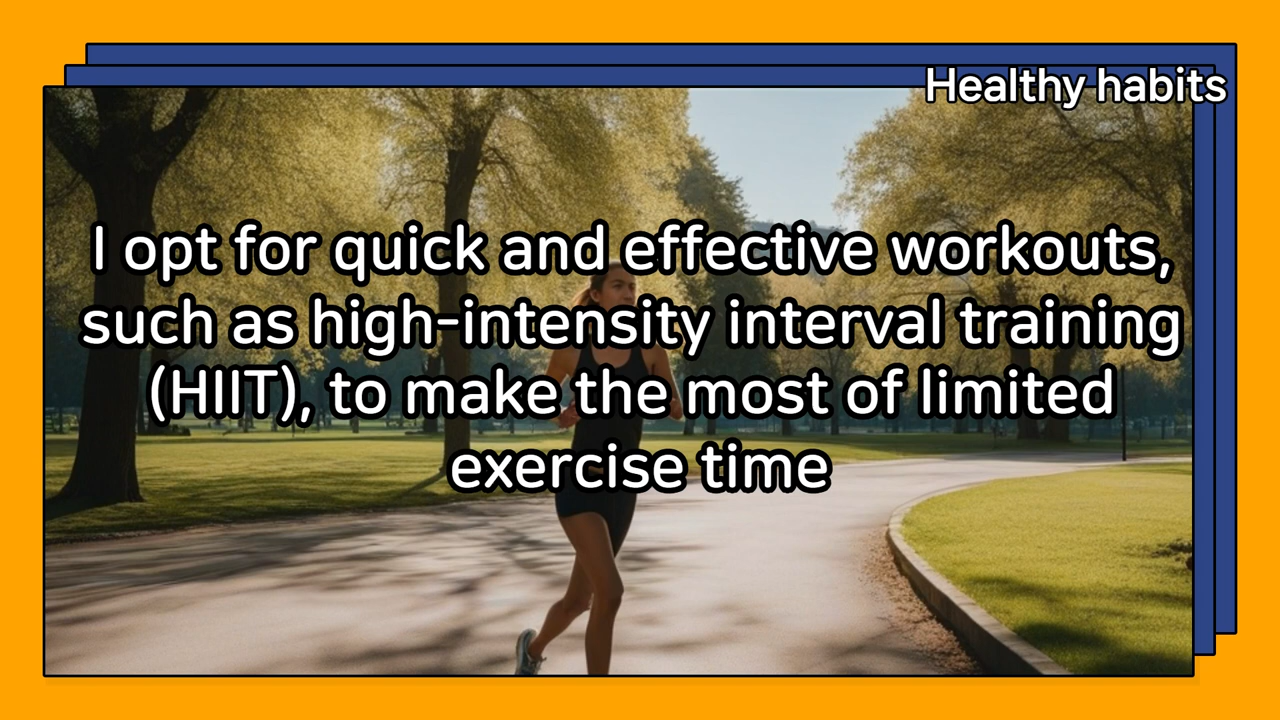 Healthy habits
I opt for quick and effective workouts,
such as high-intensity interval training
(HIIT), to make the most of limited
exercise time